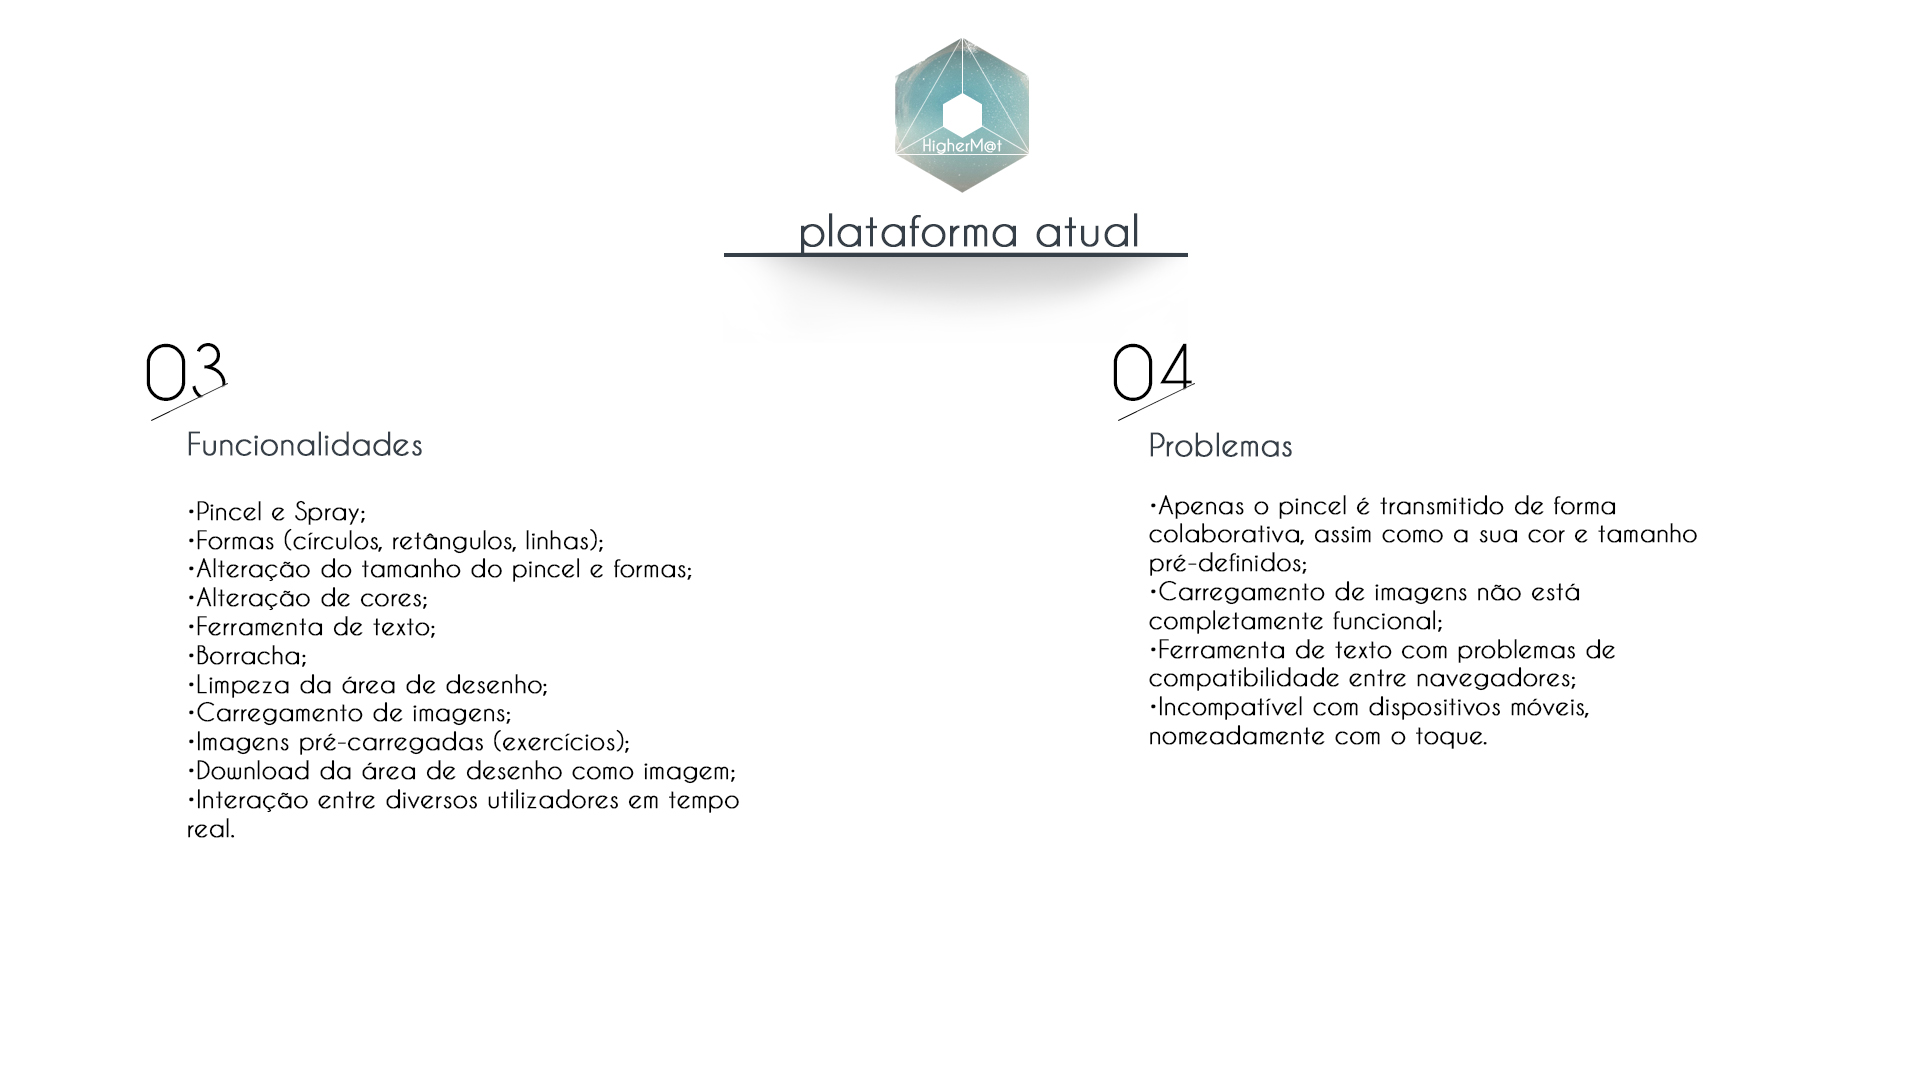 HigherM@t
plataforma atual
03
Funcionalidades
•Pincel e Spray;
•Formas (círculos, retângulos, linhas);
•Alteração do tamanho do pincel e formas;
•Alteração de cores;
•Ferramenta de texto;
•Borracha;
•Limpeza da área de desenho;
•Carregamento de imagens;
•Imagens pré-carregadas (exercícios);
•Download da área de desenho como imagem;
•Interação entre diversos utilizadores em tempo
real.
04
Problemas
•Apenas o pincel é transmitido de forma
colaborativa, assim como a sua cor e tamanho
pré-definidos;
•Carregamento de imagens não está
completamente funcional;
•Ferramenta de texto com problemas de
compatibilidade entre navegadores;
•Incompatível com dispositivos móveis,
nomeadamente com o toque.